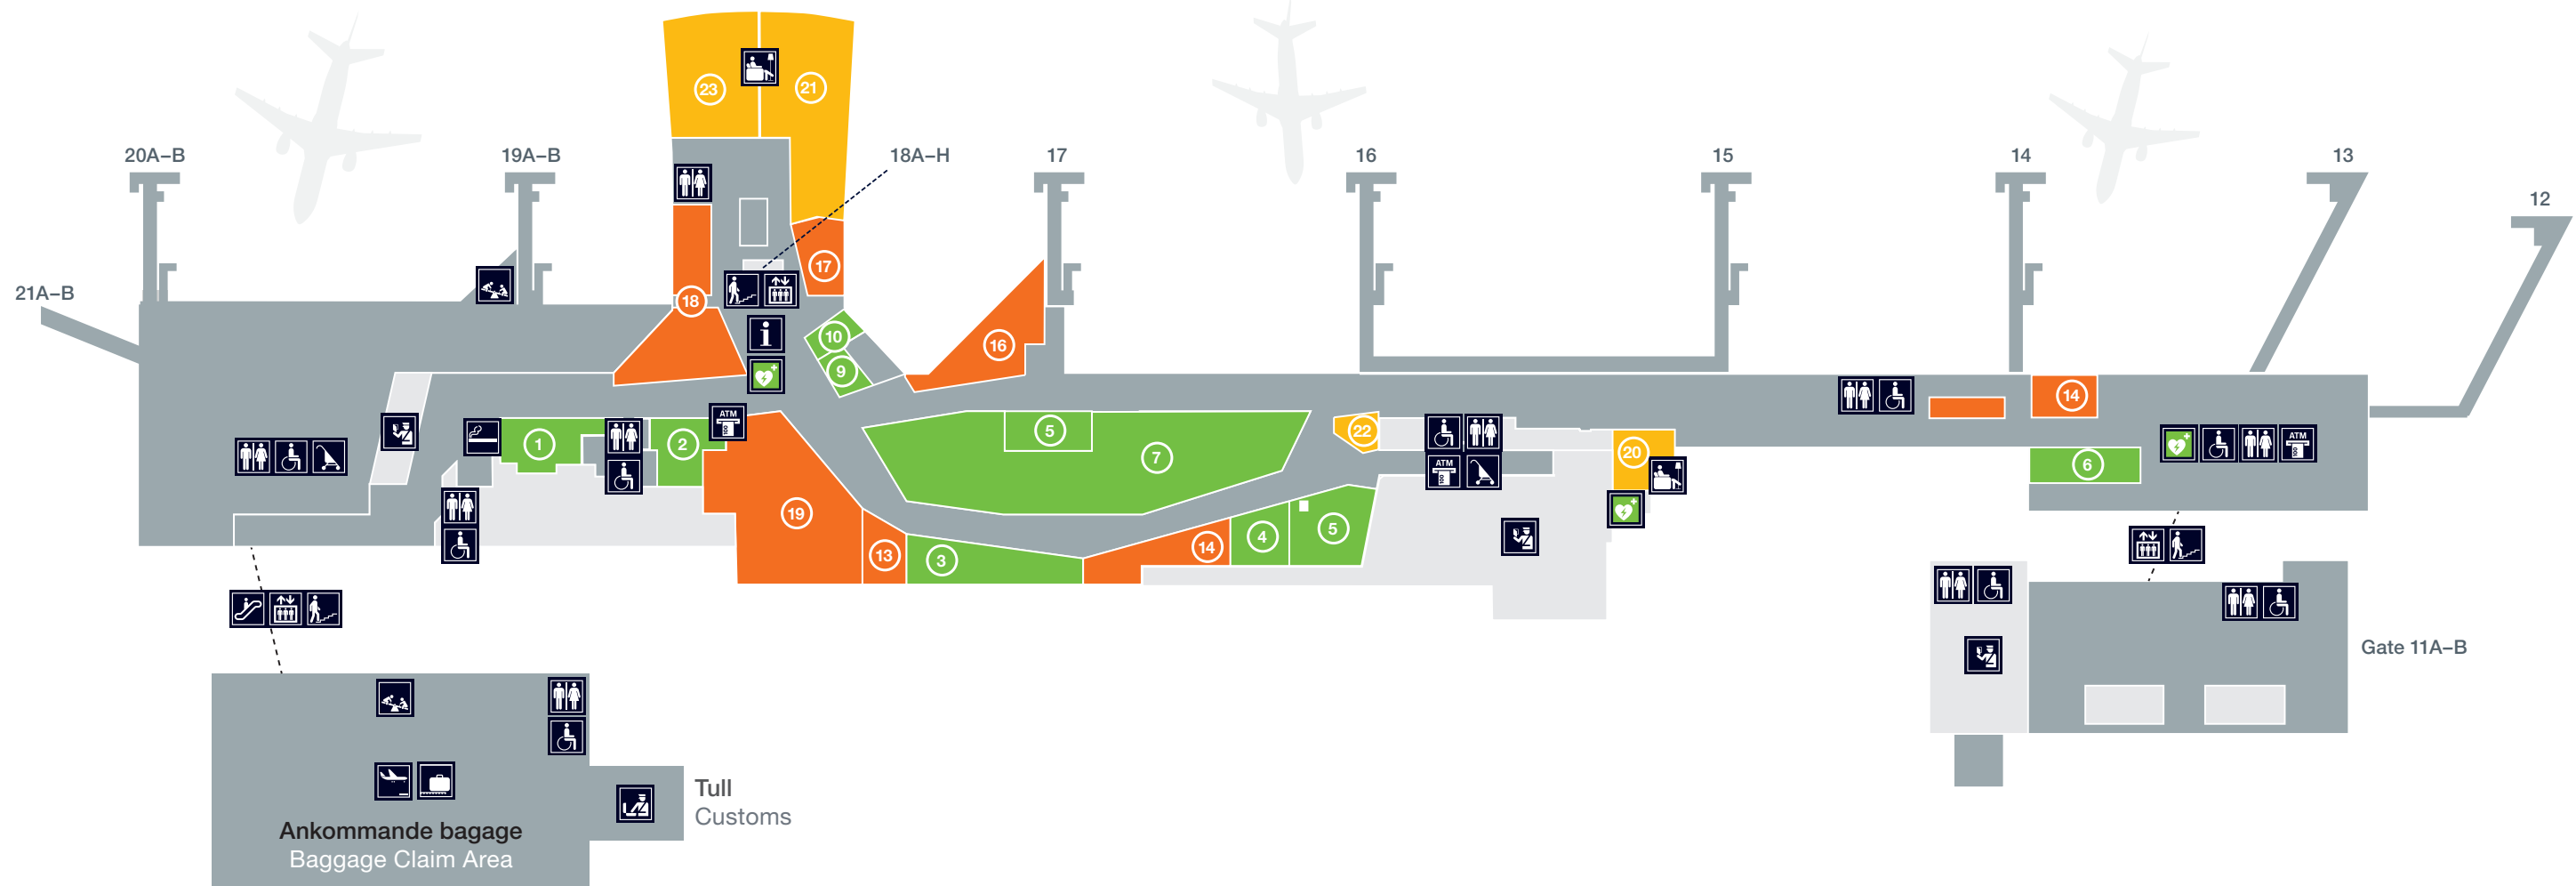 23
21
20A–B
19A–B
18A–H
17
16
15
14
13
12
21A–B
17
18
10
16
9
14
ATM
1
2
5
7
22
20
6
ATM
ATM
19
13
3
14
4
5
Gate 11A–B
Tull
Customs
Ankommande bagage
Baggage Claim Area